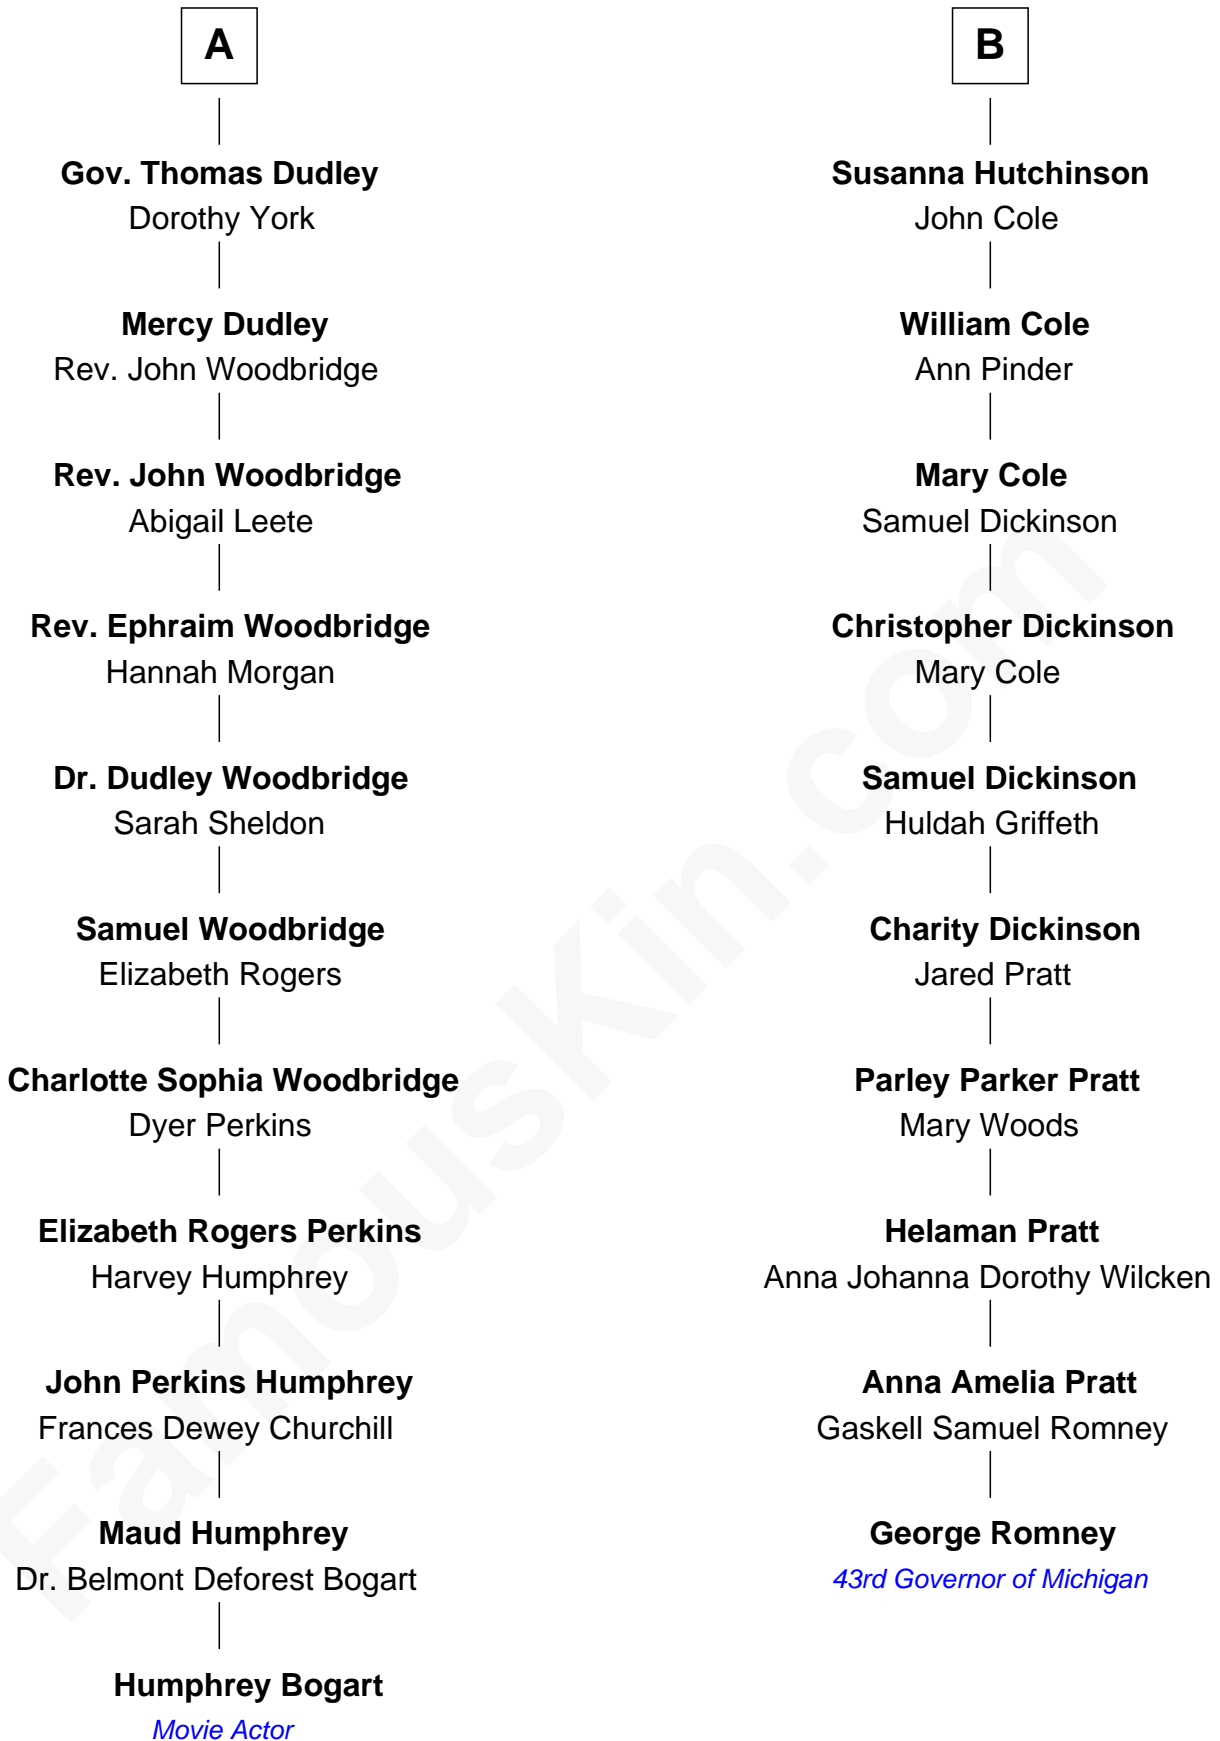 A
Gov. Thomas Dudley
Dorothy York
Mercy Dudley
Rev. John Woodbridge
Rev. John Woodbridge
Abigail Leete
Rev. Ephraim Woodbridge
Hannah Morgan
Dr. Dudley Woodbridge
Sarah Sheldon
Samuel Woodbridge
Elizabeth Rogers
Charlotte Sophia Woodbridge
Dyer Perkins
Elizabeth Rogers Perkins
Harvey Humphrey
John Perkins Humphrey
Frances Dewey Churchill
Maud Humphrey
Dr. Belmont Deforest Bogart
Humphrey Bogart
Movie Actor
B
Susanna Hutchinson
John Cole
William Cole
Ann Pinder
Mary Cole
Samuel Dickinson
Christopher Dickinson
Mary Cole
Samuel Dickinson
Huldah Griffeth
Charity Dickinson
Jared Pratt
Parley Parker Pratt
Mary Woods
Helaman Pratt
Anna Johanna Dorothy Wilcken
Anna Amelia Pratt
Gaskell Samuel Romney
George Romney
43rd Governor of Michigan
FamousKin.com